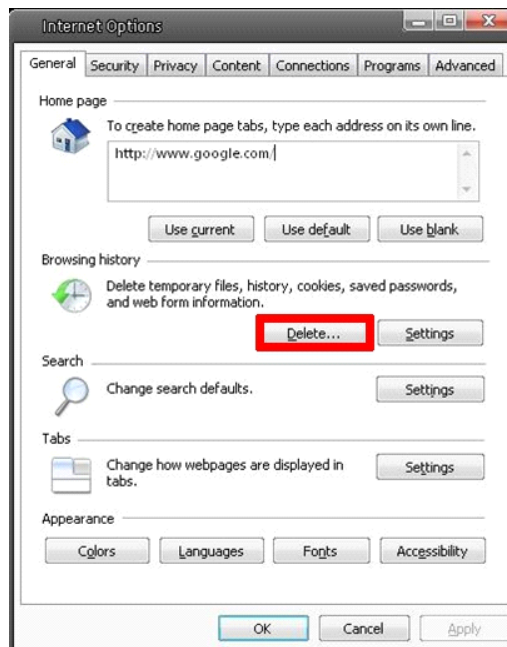 Internet Options
General Security Privacy Content Connections Programs Advanced
Home page
To create home page tabs, type each address on its own line.
http://www.google.com/
Use current Use default Use blank
Browsing history
Delete temporary files, history, cookies, saved passwords,
and web form information.
Delete... Settings
Search
Change search defaults. Settings
Tabs
Change how webpages are displayed in
tabs.
Settings
Appearance
Colors Languages Fonts Accessibility
OK Cancel Apply